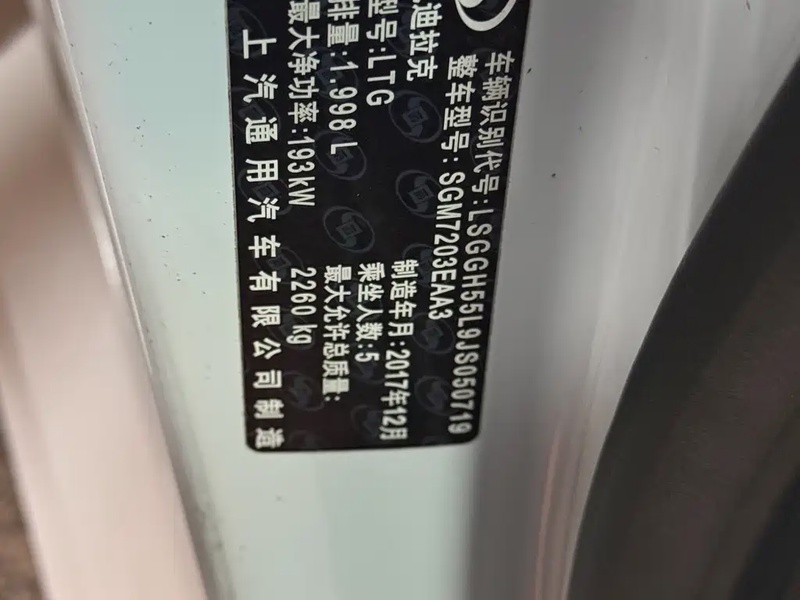 迪拉克
车辆识别代号:LSGGH55L9JS050719
整车型号:SGM7203EAA3
型号:LTG
制造年月:2017年12月
排量:1.998 L
乘坐人数:5
最大净功率:193kW
最大允许总质量:
2260 kg
上汽通用汽车有限公司制造